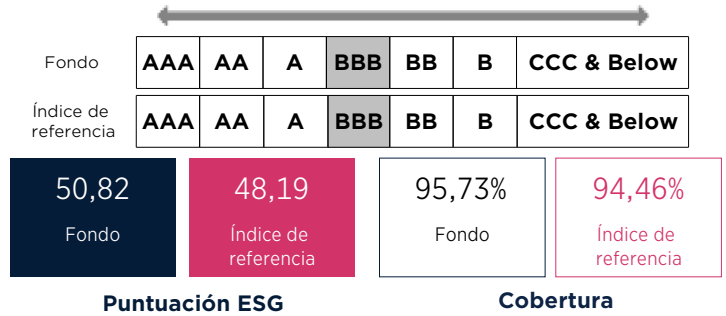 Fondo AAA AA A BBB BB B CCC & Below
Índice de
referencia AAA AA A BBB BB B CCC & Below
50,82 48,19 95,73% 94,46%
Fondo Índice de Fondo Índice de
referencia referencia
Puntuación ESG Cobertura